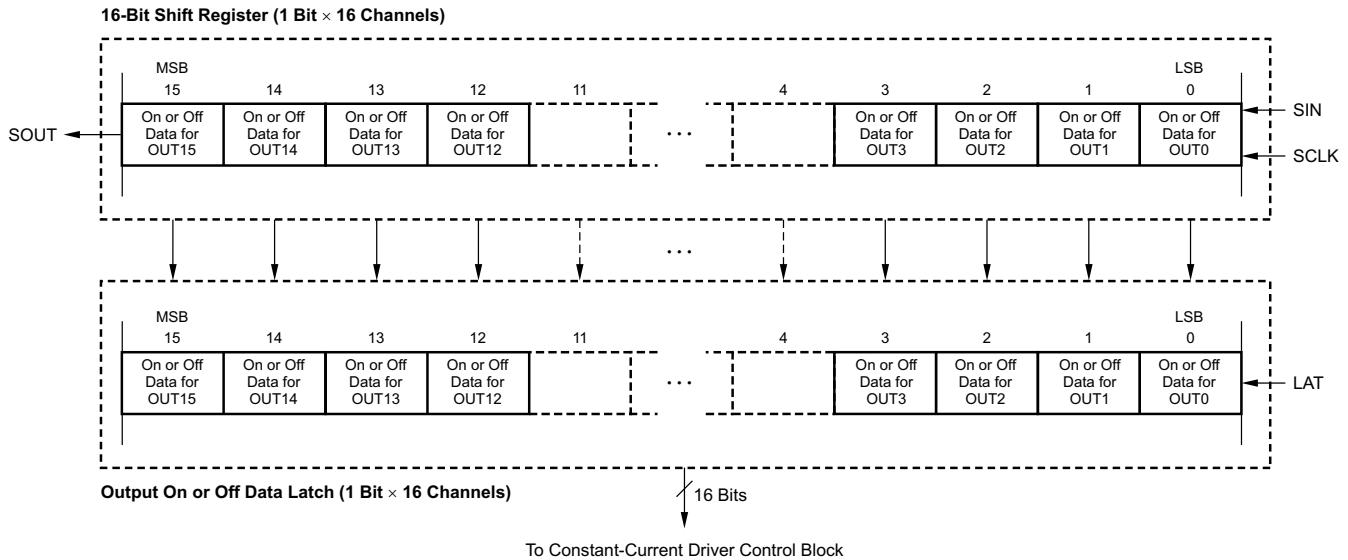 16-Bit Shift Register (1 Bit × 16 Channels)
MSB LSB
15 14 13 12 11 4 3 2 1 0
On or Off Data for OUT15
On or Off Data for OUT14
On or Off Data for OUT13
On or Off Data for OUT12
...
On or Off Data for OUT3
On or Off Data for OUT2
On or Off Data for OUT1
On or Off Data for OUT0
SIN
SOUT
SCLK
...
MSB LSB
15 14 13 12 11 4 3 2 1 0
On or Off Data for OUT15
On or Off Data for OUT14
On or Off Data for OUT13
On or Off Data for OUT12
...
On or Off Data for OUT3
On or Off Data for OUT2
On or Off Data for OUT1
On or Off Data for OUT0
LAT
Output On or Off Data Latch (1 Bit × 16 Channels)
16 Bits
To Constant-Current Driver Control Block